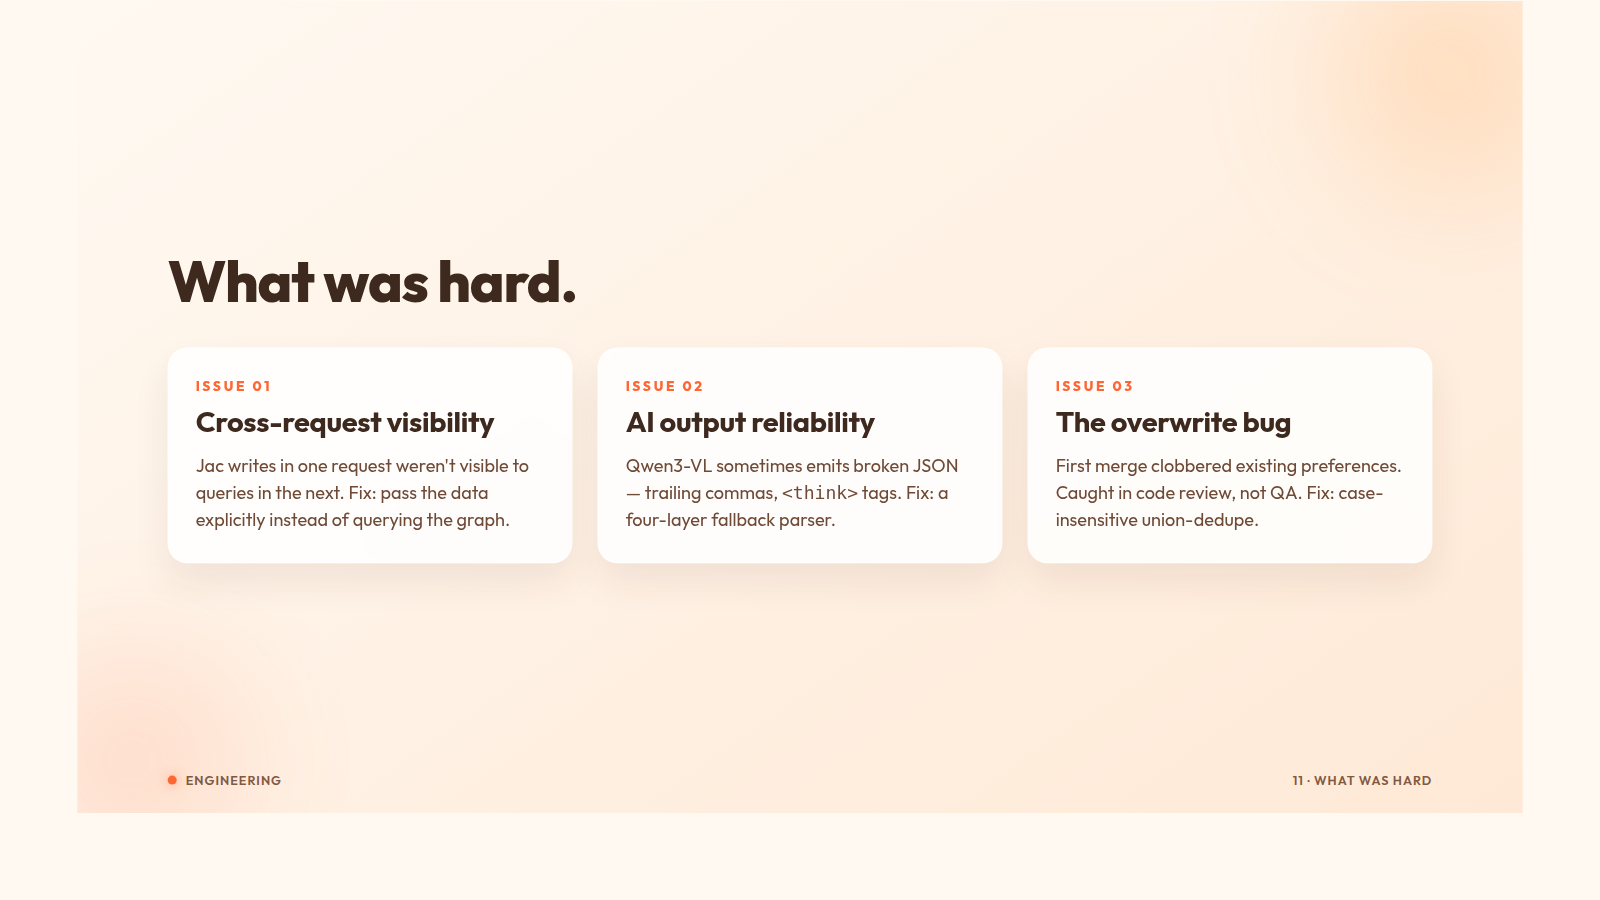 What was hard.
ISSUE 01
Cross-request visibility
Jac writes in one request weren't visible to
queries in the next. Fix: pass the data
explicitly instead of querying the graph.
ISSUE 02
AI output reliability
Qwen3-VL sometimes emits broken JSON
— trailing commas, <think> tags. Fix: a
four-layer fallback parser.
ISSUE 03
The overwrite bug
First merge clobbered existing preferences.
Caught in code review, not QA. Fix: case-
insensitive union-dedupe.
ENGINEERING
11 · WHAT WAS HARD